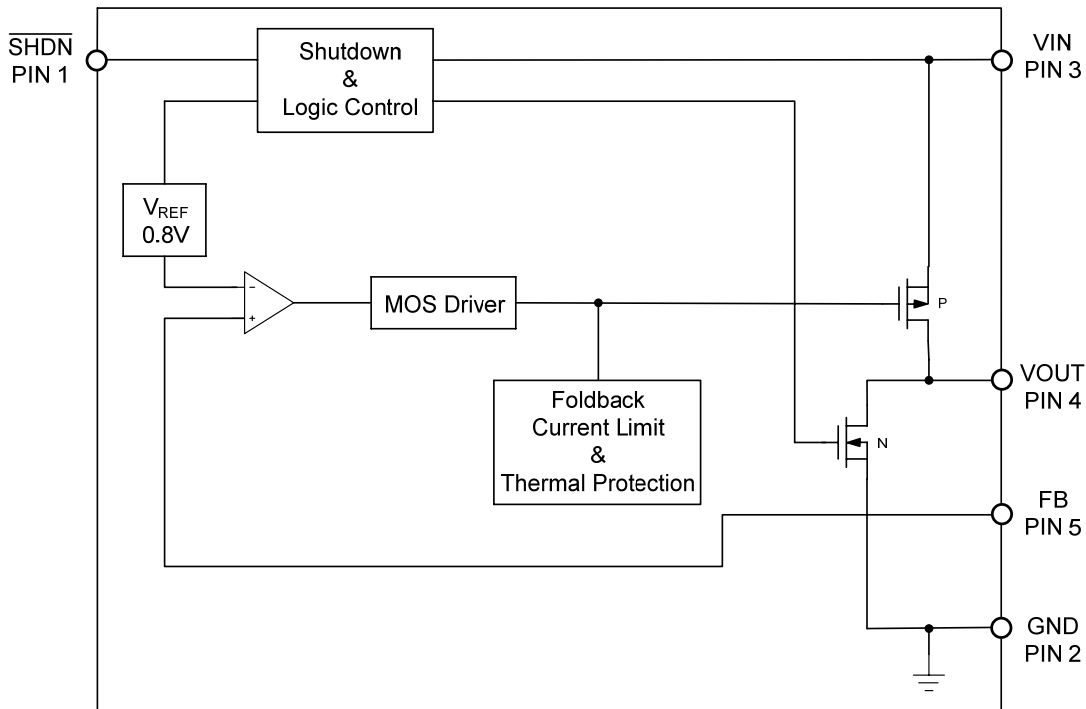 SHDN
PIN 1
Shutdown
&
Logic Control
VIN
PIN 3
VREF
0.8V
−
+
MOS Driver
P
Foldback
Current Limit
&
Thermal Protection
VOUT
PIN 4
N
FB
PIN 5
GND
PIN 2